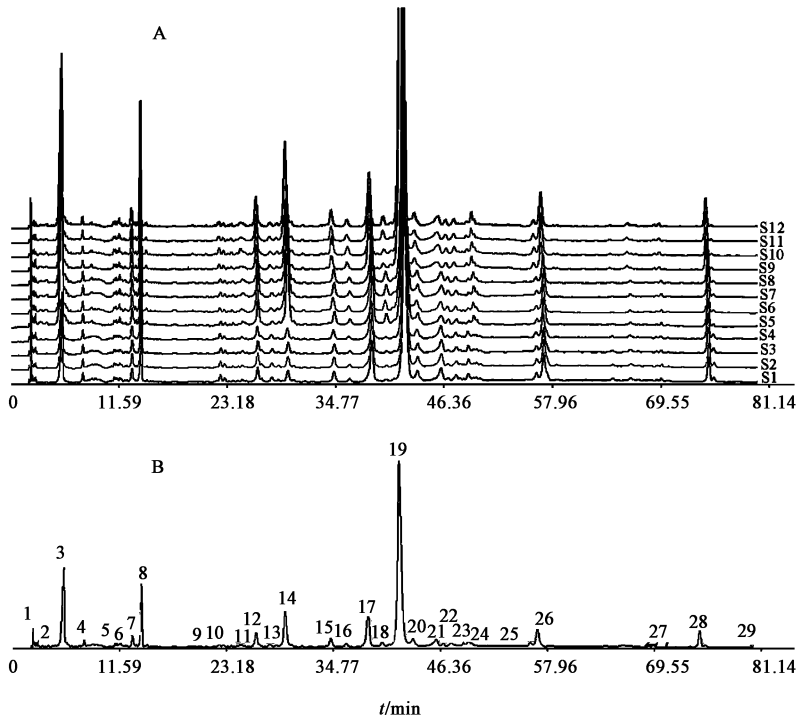 A
S12
S11
S10
S9
S8
S7
S6
S5
S4
S3
S2
S1
0 11.59 23.18 34.77 46.36 57.96 69.55 81.14
B
1 2 3 4 5 6 7 8 9 10 11 12 13 14 15 16 17 18 19 20 21 22 23 24 25 26 27 28 29
0 11.59 23.18 34.77 46.36 57.96 69.55 81.14
t/min